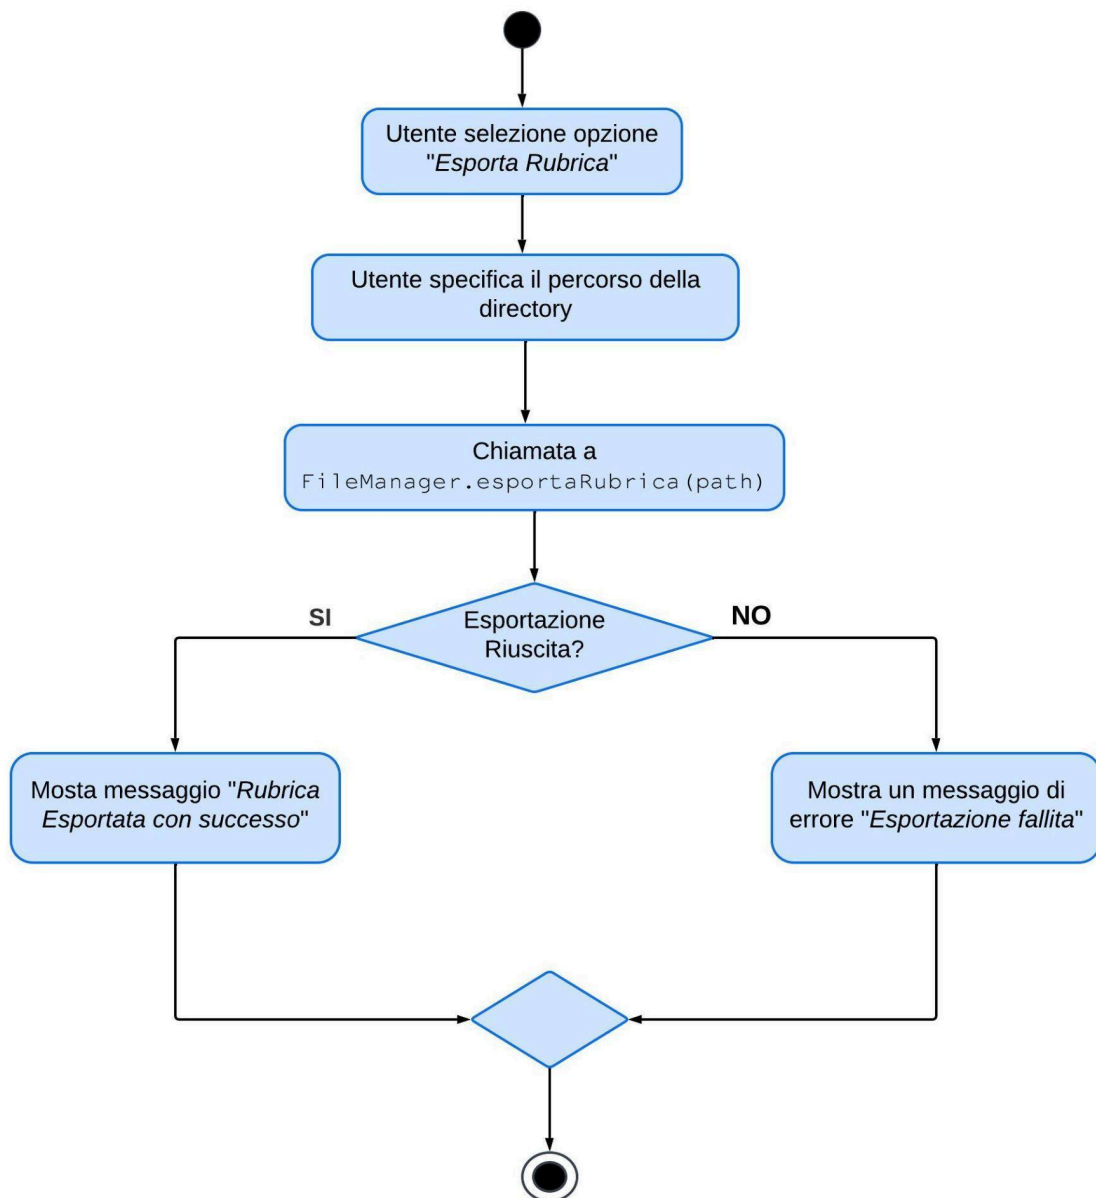 Utente selezione opzione
"Esporta Rubrica"
Utente specifica il percorso della
directory
Chiamata a
FileManager.esportaRubrica(path)
Esportazione
Riuscita?
SI
NO
Mosta messaggio "Rubrica
Esportata con successo"
Mostra un messaggio di
errore "Esportazione fallita"